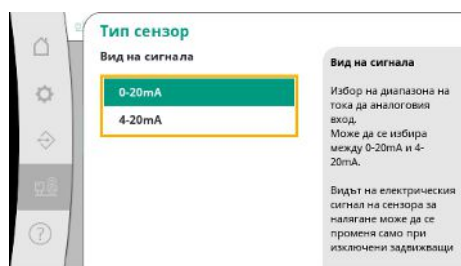 Тип сензор
Вид на сигнала
0-20mA
4-20mA
Вид на сигнала
Избор на диапазона на
тока да аналоговия
вход.
Може да се избира
между 0-20mA и 4-
20mA.
Видът на електрическия
сигнал на сензора за
налягане може да се
променя само при
изключени задвижващи